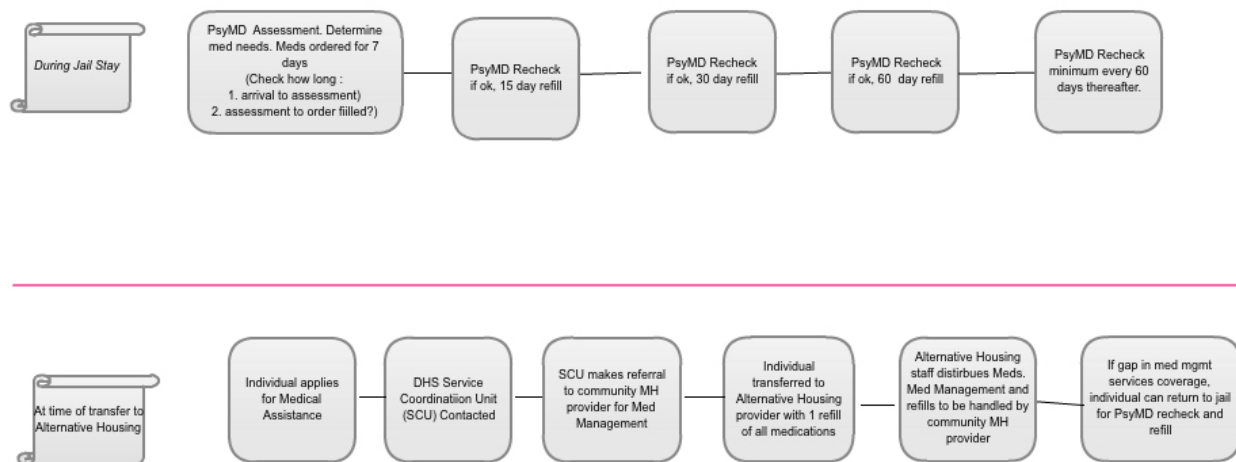 During Jail Stay
PsyMD  Assessment. Determine
med needs. Meds ordered for 7
days
(Check how long :
1. arrival to assessment)
2. assessment to order fiilled?)
PsyMD Recheck
if ok, 15 day refill
PsyMD Recheck
if ok, 30 day refill
PsyMD Recheck
if ok, 60  day refill
PsyMD Recheck
minimum every 60
days thereafter.
At time of transfer to
Alternative Housing
Individual applies
for Medical
Assistance
DHS Service
Coordinatiion Unit
(SCU) Contacted
SCU makes referral
to community MH
provider for Med
Management
Individual
transferred to
Alternative Housing
provider with 1 refill
of all medications
Alternative Housing
staff distirbues Meds.
Med Management and
refills to be handled by
community MH
provider
If gap in med mgmt
services coverage,
individual can return to jail
for PsyMD recheck and
refill